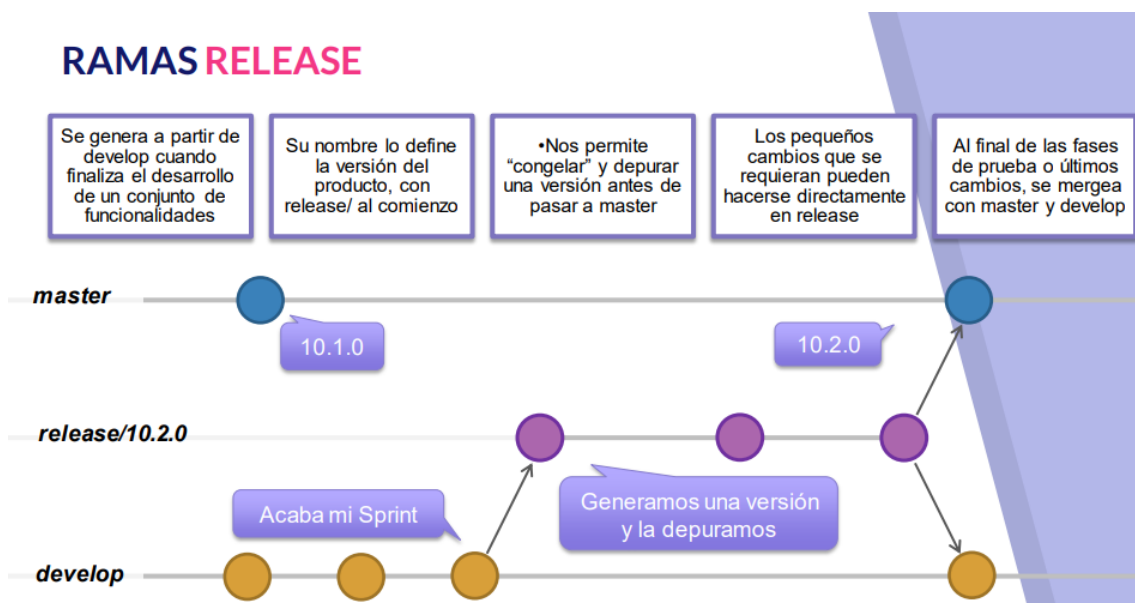 RAMAS RELEASE
Se genera a partir de
develop cuando
finaliza el desarrollo
de un conjunto de
funcionalidades
Su nombre lo define
la versión del
producto, con
release/ al comienzo
•Nos permite
“congelar” y depurar
una versión antes de
pasar a master
Los pequeños
cambios que se
requieran pueden
hacerse directamente
en release
Al final de las fases
de prueba o últimos
cambios, se mergea
con master y develop
master
10.1.0
10.2.0
release/10.2.0
Acaba mi Sprint
Generamos una versión
y la depuramos
develop